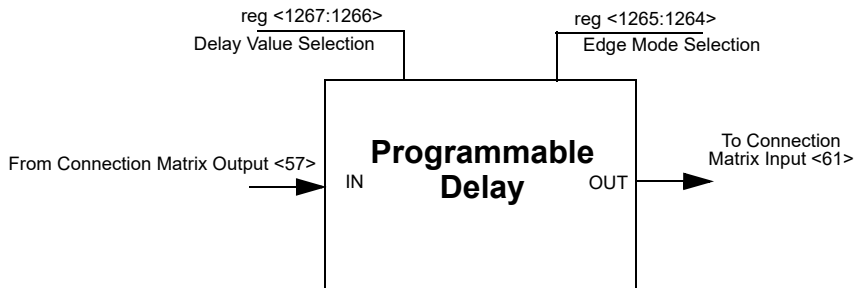 reg <1267:1266>
Delay Value Selection
reg <1265:1264>
Edge Mode Selection
From Connection Matrix Output <57>
IN
Programmable
Delay
OUT
To Connection
Matrix Input <61>